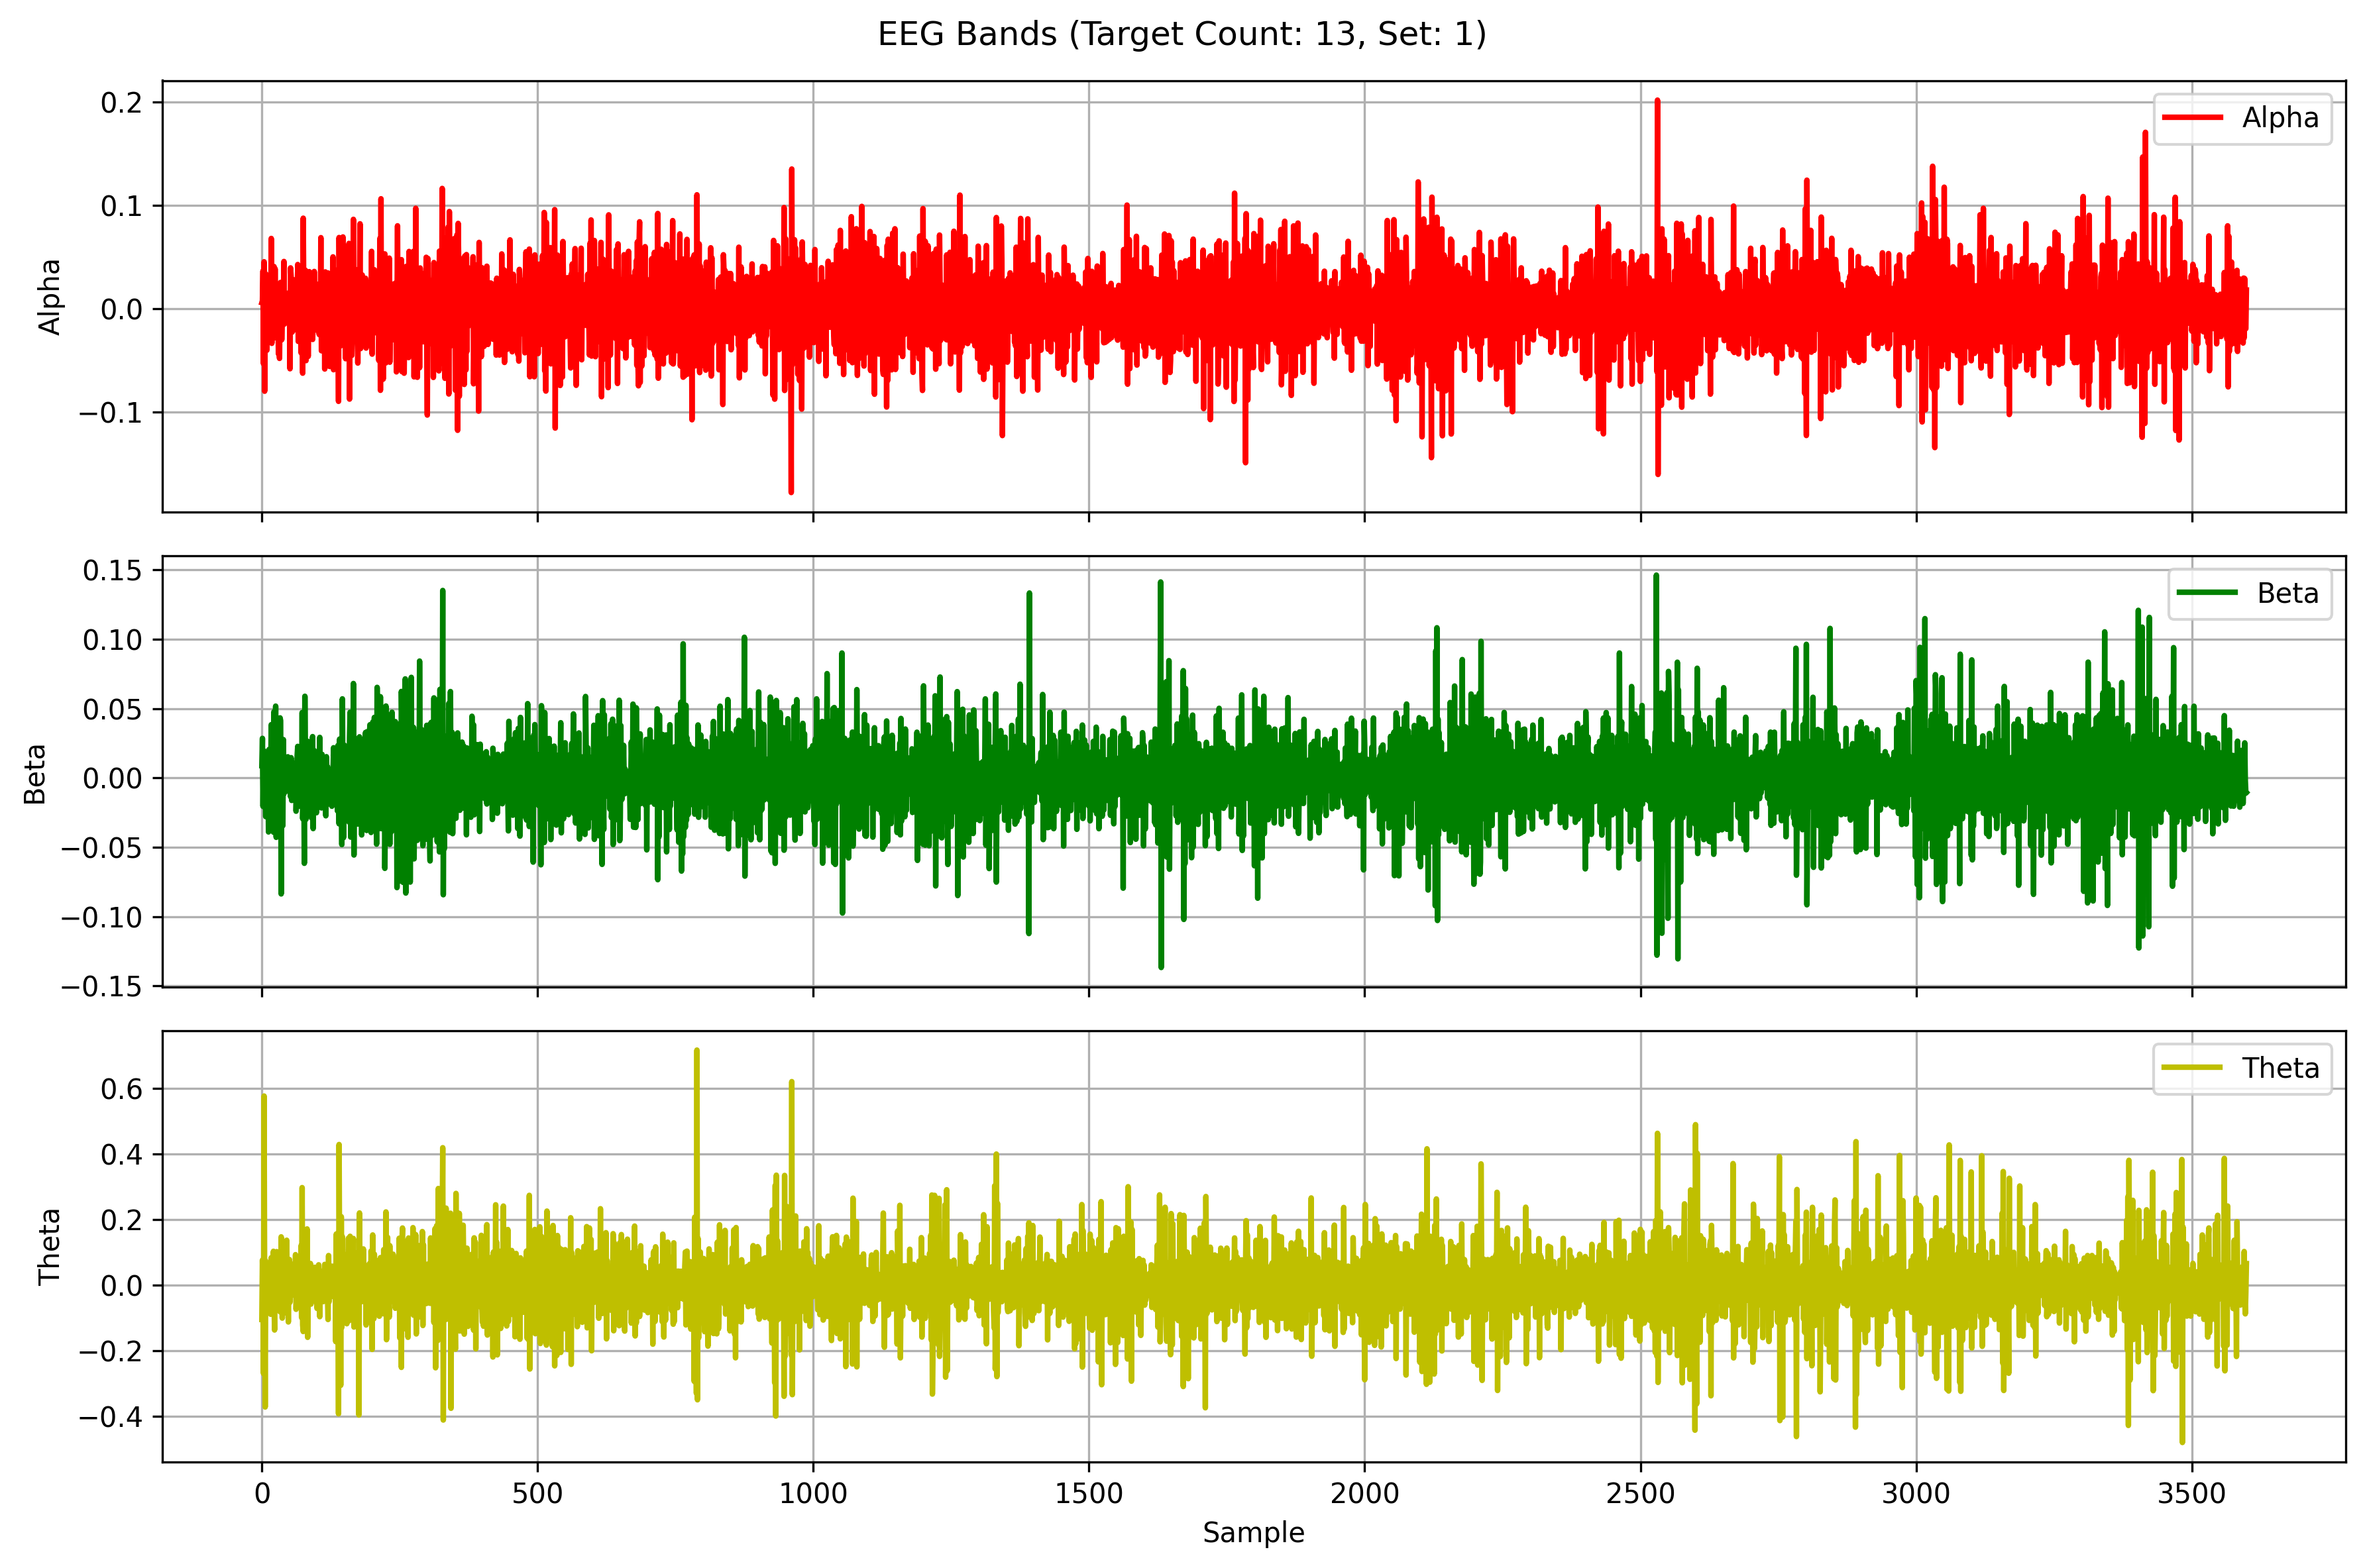 EEG Bands (Target Count: 13, Set: 1)
0.2
0.1
0.0
−0.1
Alpha
Alpha
0.15
0.10
0.05
0.00
−0.05
−0.10
−0.15
Beta
Beta
0.6
0.4
0.2
0.0
−0.2
−0.4
Theta
Theta
0 500 1000 1500 2000 2500 3000 3500
Sample